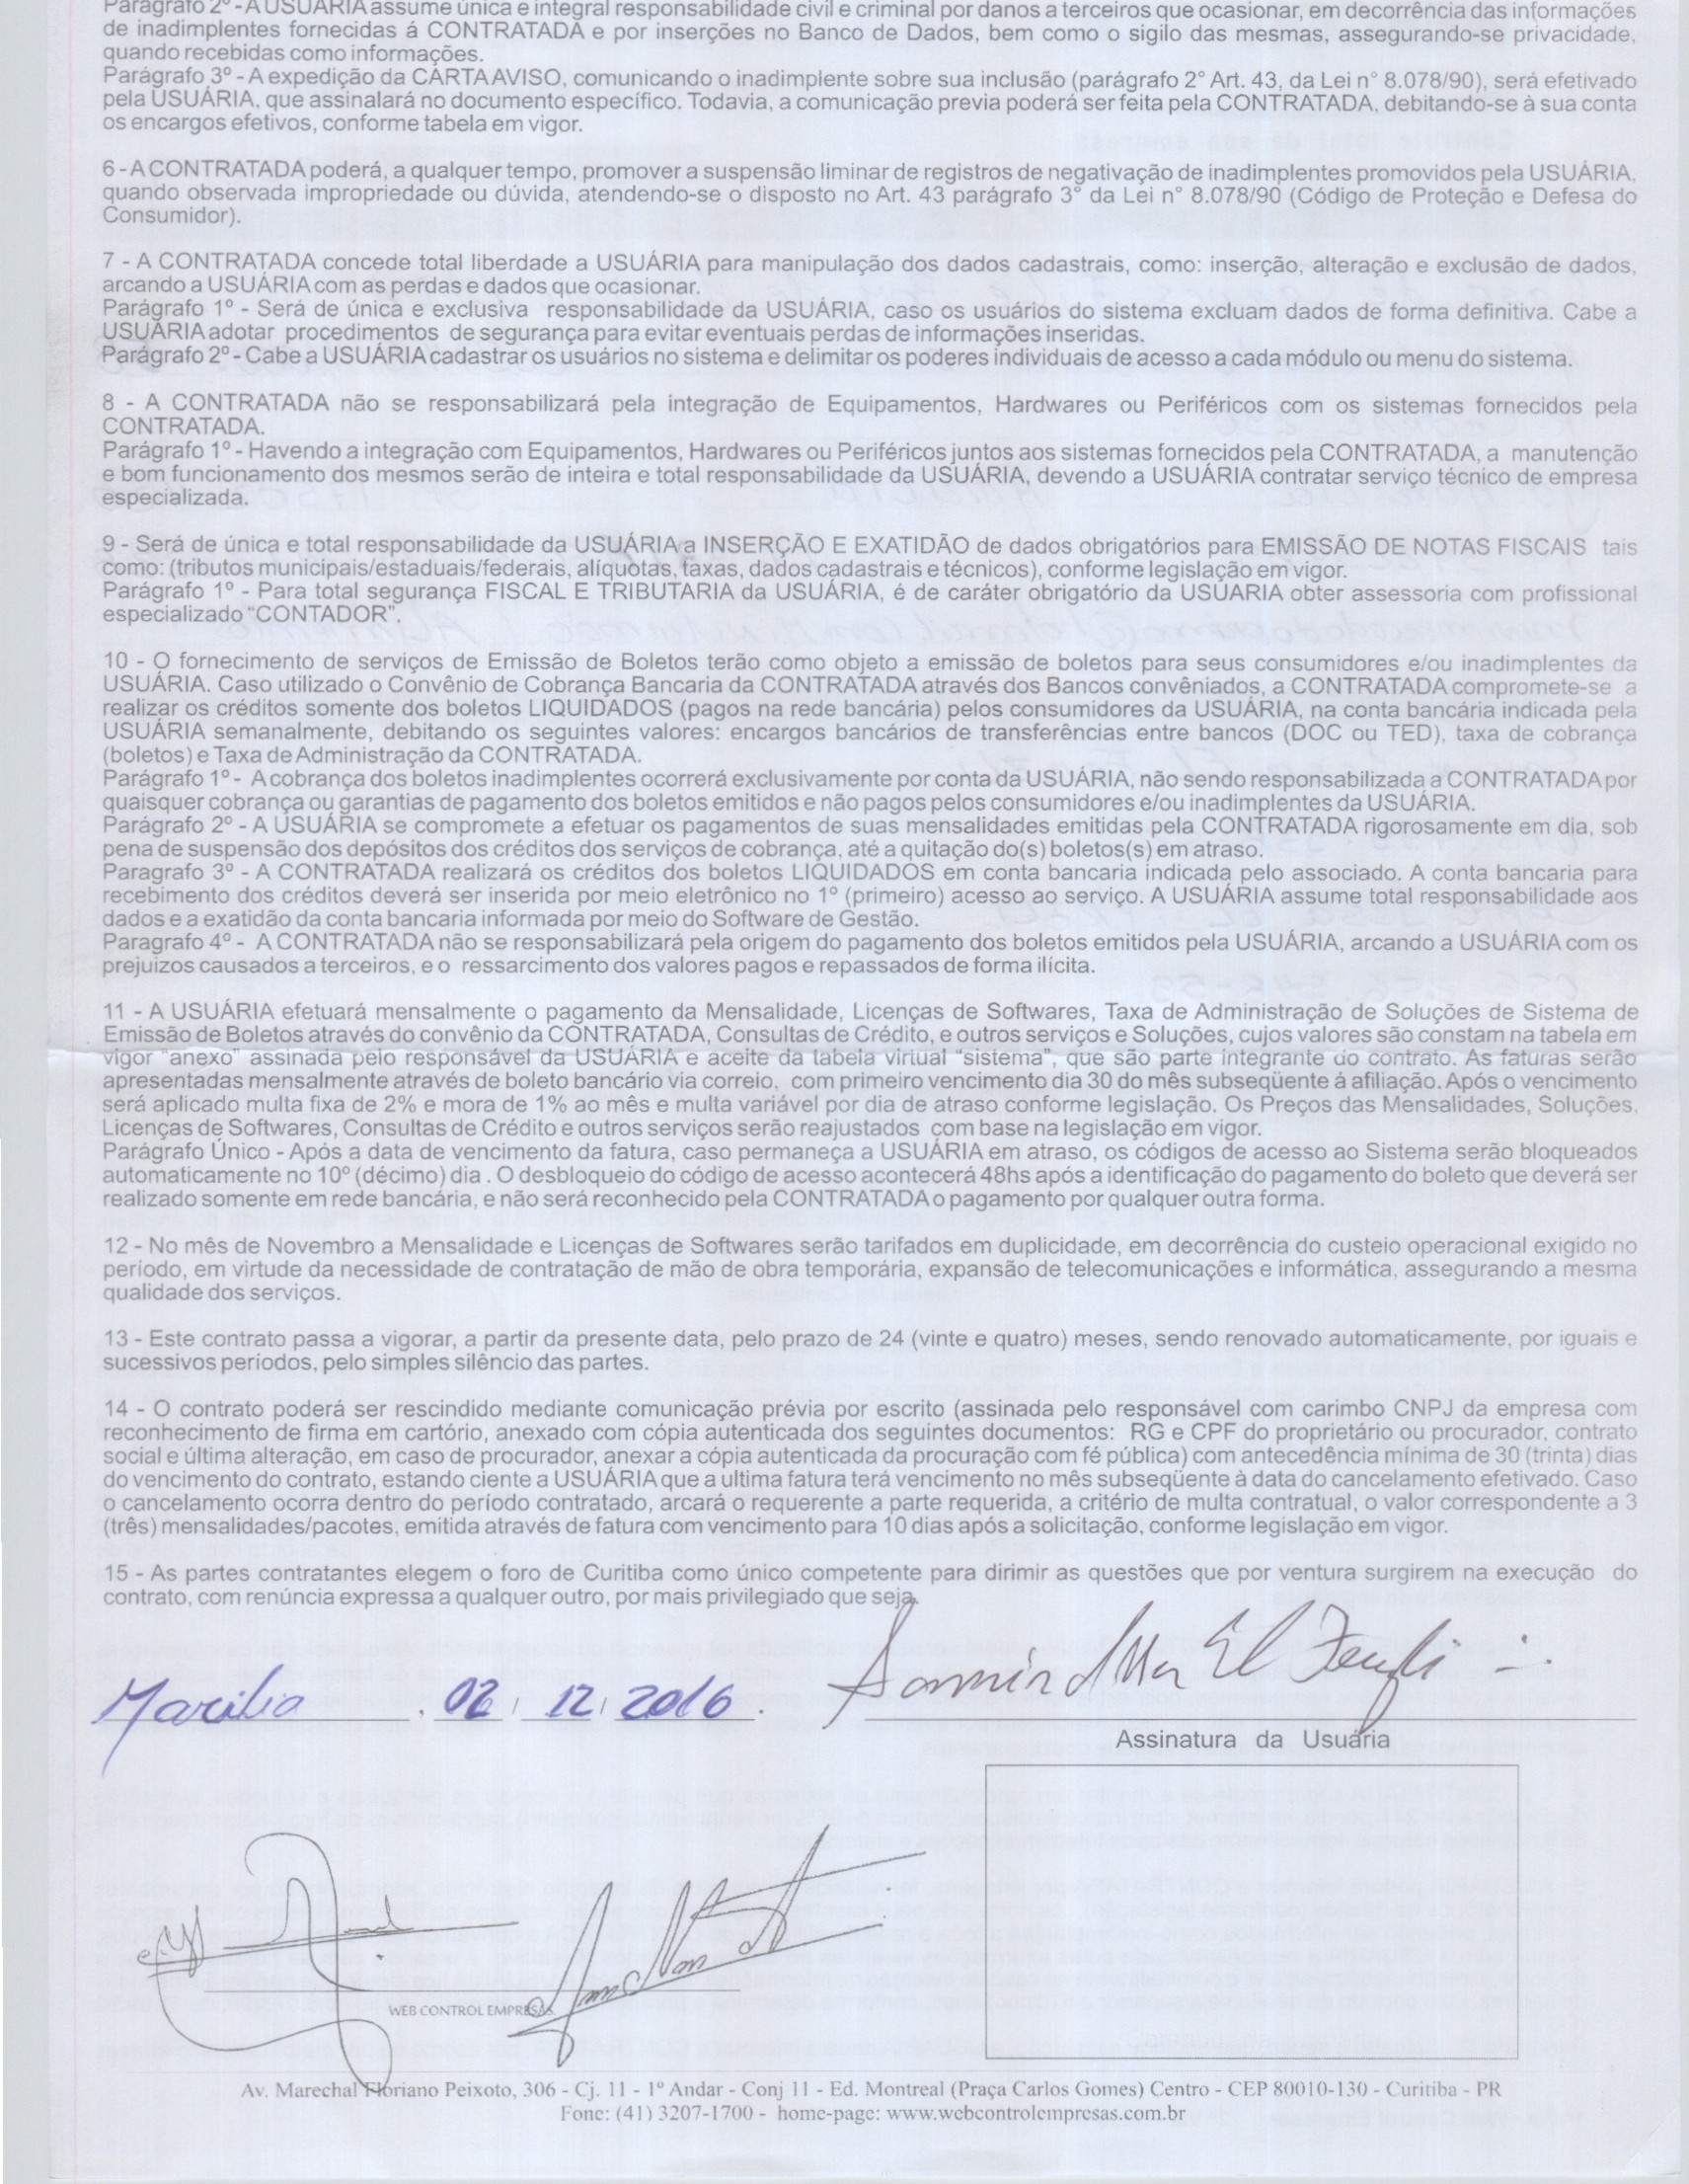 Parágrafo 2º - A USUÁRIA assume única e integral responsabilidade civil e criminal por danos a terceiros que ocasionar, em decorrência das informações
de inadimplentes fornecidas á CONTRATADA e por inserções no Banco de Dados, bem como o sigilo das mesmas, assegurando-se privacidade,
quando recebidas como informações.
Parágrafo 3º - A expedição da CARTA AVISO, comunicando o inadimplente sobre sua inclusão (parágrafo 2° Art. 43, da Lei n° 8.078/90), será efetivado
pela USUÁRIA, que assinalará no documento específico. Todavia, a comunicação previa poderá ser feita pela CONTRATADA, debitando-se à sua conta
os encargos efetivos, conforme tabela em vigor.
6 - A CONTRATADA poderá, a qualquer tempo, promover a suspensão liminar de registros de negativação de inadimplentes promovidos pela USUÁRIA,
quando observada impropriedade ou dúvida, atendendo-se o disposto no Art. 43 parágrafo 3° da Lei n° 8.078/90 (Código de Proteção e Defesa do
Consumidor).
7 - A CONTRATADA concede total liberdade a USUÁRIA para manipulação dos dados cadastrais, como: inserção, alteração e exclusão de dados,
arcando a USUÁRIA com as perdas e dados que ocasionar.
Parágrafo 1º - Será de única e exclusiva responsabilidade da USUÁRIA, caso os usuários do sistema excluam dados de forma definitiva. Cabe a
USUÁRIA adotar procedimentos de segurança para evitar eventuais perdas de informações inseridas.
Parágrafo 2º - Cabe a USUÁRIA cadastrar os usuários no sistema e delimitar os poderes individuais de acesso a cada módulo ou menu do sistema.
8 - A CONTRATADA não se responsabilizará pela integração de Equipamentos, Hardwares ou Periféricos com os sistemas fornecidos pela
CONTRATADA.
Parágrafo 1º - Havendo a integração com Equipamentos, Hardwares ou Periféricos juntos aos sistemas fornecidos pela CONTRATADA, a manutenção
e bom funcionamento dos mesmos serão de inteira e total responsabilidade da USUÁRIA, devendo a USUÁRIA contratar serviço técnico de empresa
especializada.
9 - Será de única e total responsabilidade da USUÁRIA a INSERÇÃO E EXATIDÃO de dados obrigatórios para EMISSÃO DE NOTAS FISCAIS tais
como: (tributos municipais/estaduais/federais, alíquotas, taxas, dados cadastrais e técnicos), conforme legislação em vigor.
Parágrafo 1º - Para total segurança FISCAL E TRIBUTARIA da USUÁRIA, é de caráter obrigatório da USUARIA obter assessoria com profissional
especializado “CONTADOR”.
10 - O fornecimento de serviços de Emissão de Boletos terão como objeto a emissão de boletos para seus consumidores e/ou inadimplentes da
USUÁRIA. Caso utilizado o Convênio de Cobrança Bancaria da CONTRATADA através dos Bancos convêniados, a CONTRATADA compromete-se a
realizar os créditos somente dos boletos LIQUIDADOS (pagos na rede bancária) pelos consumidores da USUÁRIA, na conta bancária indicada pela
USUÁRIA semanalmente, debitando os seguintes valores: encargos bancários de transferências entre bancos (DOC ou TED), taxa de cobrança
(boletos) e Taxa de Administração da CONTRATADA.
Parágrafo 1º - A cobrança dos boletos inadimplentes ocorrerá exclusivamente por conta da USUÁRIA, não sendo responsabilizada a CONTRATADA por
quaisquer cobrança ou garantias de pagamento dos boletos emitidos e não pagos pelos consumidores e/ou inadimplentes da USUÁRIA.
Parágrafo 2º - A USUÁRIA se compromete a efetuar os pagamentos de suas mensalidades emitidas pela CONTRATADA rigorosamente em dia, sob
pena de suspensão dos depósitos dos créditos dos serviços de cobrança, até a quitação do(s) boletos(s) em atraso.
Paragrafo 3º - A CONTRATADA realizará os créditos dos boletos LIQUIDADOS em conta bancaria indicada pelo associado. A conta bancaria para
recebimento dos créditos deverá ser inserida por meio eletrônico no 1º (primeiro) acesso ao serviço. A USUÁRIA assume total responsabilidade aos
dados e a exatidão da conta bancaria informada por meio do Software de Gestão.
Paragrafo 4º - A CONTRATADA não se responsabilizará pela origem do pagamento dos boletos emitidos pela USUÁRIA, arcando a USUÁRIA com os
prejuizos causados a terceiros, e o ressarcimento dos valores pagos e repassados de forma ilícita.
11 - A USUÁRIA efetuará mensalmente o pagamento da Mensalidade, Licenças de Softwares, Taxa de Administração de Soluções de Sistema de
Emissão de Boletos através do convênio da CONTRATADA, Consultas de Crédito, e outros serviços e Soluções, cujos valores são constam na tabela em
vigor “anexo” assinada pelo responsável da USUÁRIA e aceite da tabela virtual “sistema”, que são parte integrante do contrato. As faturas serão
apresentadas mensalmente através de boleto bancário via correio, com primeiro vencimento dia 30 do mês subseqüente á afiliação. Após o vencimento
será aplicado multa fixa de 2% e mora de 1% ao mês e multa variável por dia de atraso conforme legislação. Os Preços das Mensalidades, Soluções,
Licenças de Softwares, Consultas de Crédito e outros serviços serão reajustados com base na legislação em vigor.
Parágrafo Único - Após a data de vencimento da fatura, caso permaneça a USUÁRIA em atraso, os códigos de acesso ao Sistema serão bloqueados
automaticamente no 10º (décimo) dia . O desbloqueio do código de acesso acontecerá 48hs após a identificação do pagamento do boleto que deverá ser
realizado somente em rede bancária, e não será reconhecido pela CONTRATADA o pagamento por qualquer outra forma.
12 - No mês de Novembro a Mensalidade e Licenças de Softwares serão tarifados em duplicidade, em decorrência do custeio operacional exigido no
período, em virtude da necessidade de contratação de mão de obra temporária, expansão de telecomunicações e informática, assegurando a mesma
qualidade dos serviços.
13 - Este contrato passa a vigorar, a partir da presente data, pelo prazo de 24 (vinte e quatro) meses, sendo renovado automaticamente, por iguais e
sucessivos períodos, pelo simples silêncio das partes.
14 - O contrato poderá ser rescindido mediante comunicação prévia por escrito (assinada pelo responsável com carimbo CNPJ da empresa com
reconhecimento de firma em cartório, anexado com cópia autenticada dos seguintes documentos: RG e CPF do proprietário ou procurador, contrato
social e última alteração, em caso de procurador, anexar a cópia autenticada da procuração com fé pública) com antecedência mínima de 30 (trinta) dias
do vencimento do contrato, estando ciente a USUÁRIA que a ultima fatura terá vencimento no mês subseqüente à data do cancelamento efetivado. Caso
o cancelamento ocorra dentro do período contratado, arcará o requerente a parte requerida, a critério de multa contratual, o valor correspondente a 3
(três) mensalidades/pacotes, emitida através de fatura com vencimento para 10 dias após a solicitação, conforme legislação em vigor.
15 - As partes contratantes elegem o foro de Curitiba como único competente para dirimir as questões que por ventura surgirem na execução do
contrato, com renúncia expressa a qualquer outro, por mais privilegiado que seja.
Marilia, 02 / 12 / 2016.
Assinatura da Usuária
WEB CONTROL EMPRESAS
Av. Marechal Floriano Peixoto, 306 - Cj. 11 - 1º Andar - Conj 11 - Ed. Montreal (Praça Carlos Gomes) Centro - CEP 80010-130 - Curitiba - PR
Fone: (41) 3207-1700 - home-page: www.webcontrolempresas.com.br